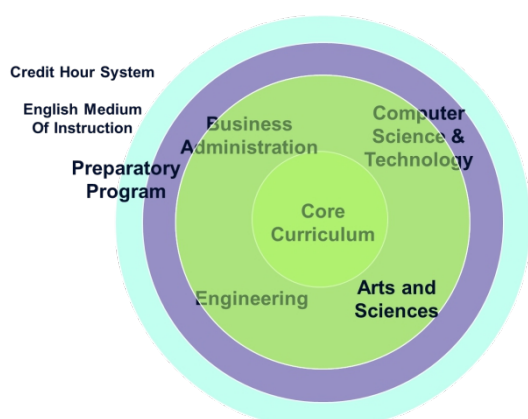 Credit Hour System
English Medium
Of Instruction
Preparatory
Program
Business
Administration
Computer
Science &
Technology
Core
Curriculum
Engineering
Arts and
Sciences